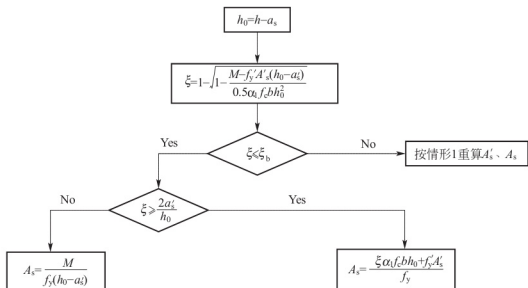 h₀=h−aₛ
ξ=1−√(1−(M−f′ᵧA′ₛ(h₀−a′ₛ))/(0.5α₁f_cbh₀²))
Yes
ξ⩽ξ_b
No
按情形1重算A′ₛ、Aₛ
No
ξ⩾2a′ₛ/h₀
Yes
Aₛ=M/(fᵧ(h₀−a′ₛ))
Aₛ=(ξα₁f_cbh₀+f′ᵧA′ₛ)/fᵧ